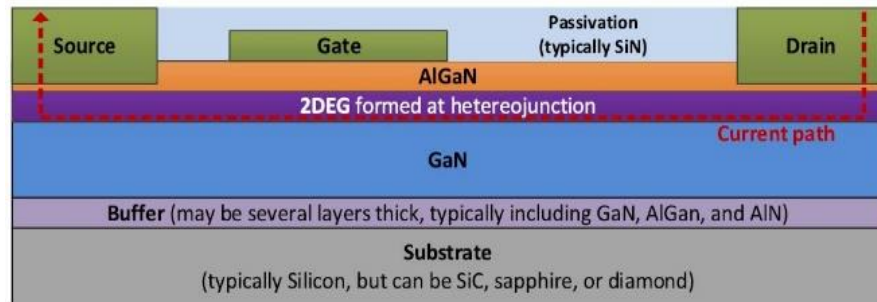 Source
Gate
Passivation
(typically SiN)
Drain
AlGaN
2DEG formed at hetereojunction
Current path
GaN
Buffer (may be several layers thick, typically including GaN, AlGan, and AlN)
Substrate
(typically Silicon, but can be SiC, sapphire, or diamond)